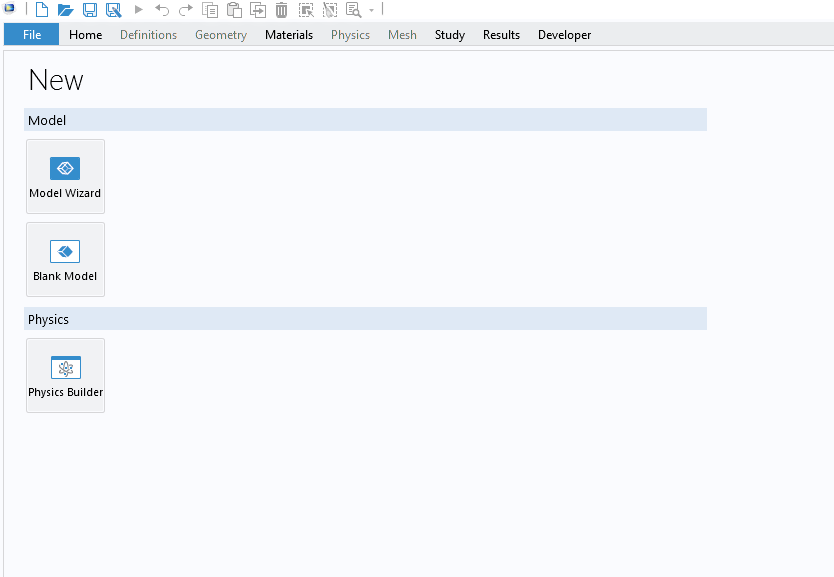 File Home Definitions Geometry Materials Physics Mesh Study Results Developer
New
Model
Model Wizard
Blank Model
Physics
Physics Builder